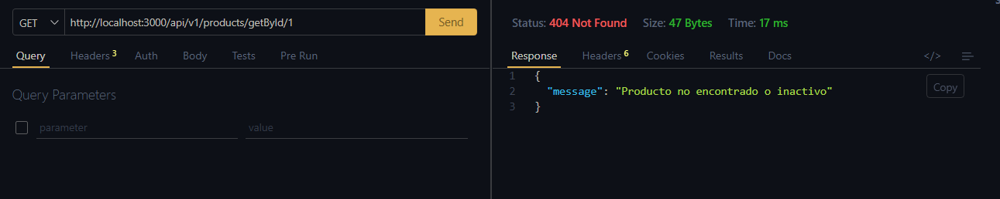 GET http://localhost:3000/api/v1/products/getById/1 Send
Query Headers 3 Auth Body Tests Pre Run
Query Parameters
parameter value
Status: 404 Not Found Size: 47 Bytes Time: 17 ms
Response Headers 6 Cookies Results Docs </>
Copy
1 {
2 "message": "Producto no encontrado o inactivo"
3 }